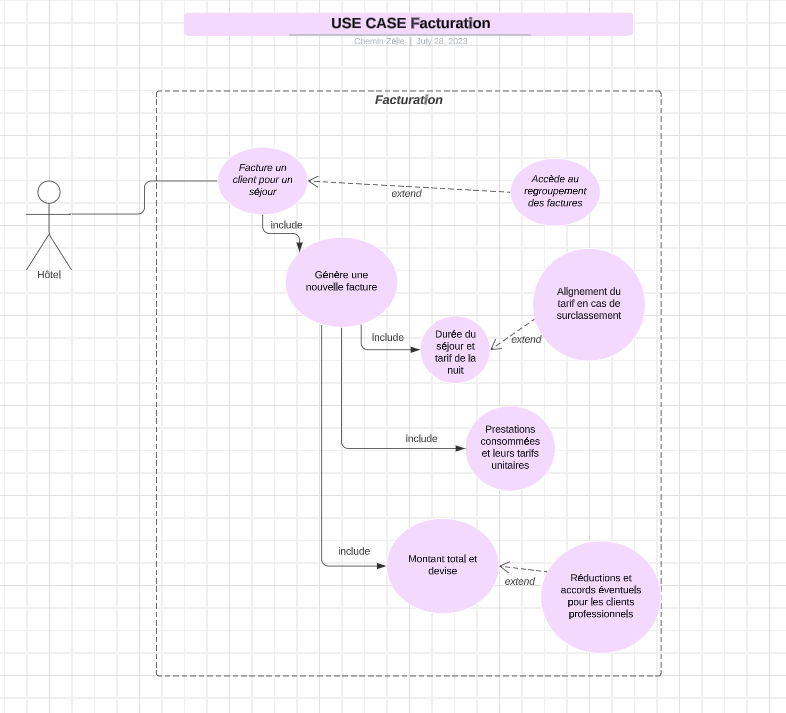 USE CASE Facturation
Chemin Zélie | July 28, 2023
Facturation
Facture un
client pour un
séjour
extend
Accède au
regroupement
des factures
include
Hôtel
Génère une
nouvelle facture
Alignement du
tarif en cas de
surclassement
include
Durée du
séjour et
tarif de la
nuit
extend
include
Prestations
consommées
et leurs tarifs
unitaires
include
Montant total et
devise
extend
Réductions et
accords éventuels
pour les clients
professionnels